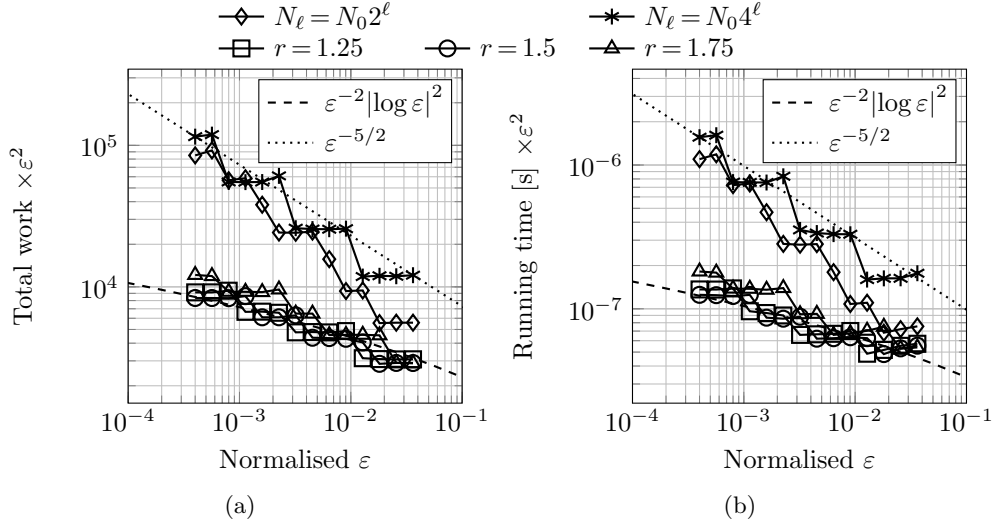 N_ℓ = N_0 2^ℓ
N_ℓ = N_0 4^ℓ
r = 1.25
r = 1.5
r = 1.75
ε^{-2}|log ε|^2
ε^{-5/2}
10^5
10^4
Total work ×ε^2
10^{-4}
10^{-3}
10^{-2}
10^{-1}
Normalised ε
(a)
ε^{-2}|log ε|^2
ε^{-5/2}
10^{-6}
10^{-7}
Running time [s] ×ε^2
10^{-4}
10^{-3}
10^{-2}
10^{-1}
Normalised ε
(b)